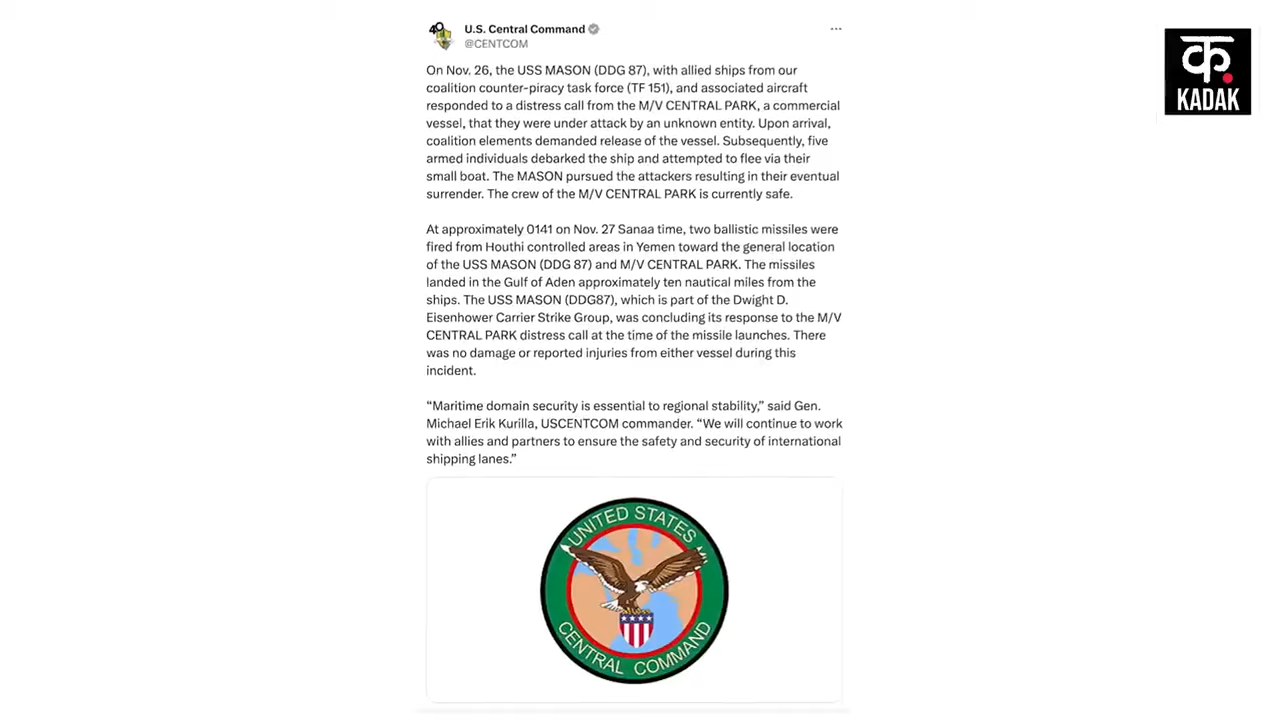 40
U.S. Central Command
@CENTCOM
...
On Nov. 26, the USS MASON (DDG 87), with allied ships from our
coalition counter-piracy task force (TF 151), and associated aircraft
responded to a distress call from the M/V CENTRAL PARK, a commercial
vessel, that they were under attack by an unknown entity. Upon arrival,
coalition elements demanded release of the vessel. Subsequently, five
armed individuals debarked the ship and attempted to flee via their
small boat. The MASON pursued the attackers resulting in their eventual
surrender. The crew of the M/V CENTRAL PARK is currently safe.
At approximately 0141 on Nov. 27 Sanaa time, two ballistic missiles were
fired from Houthi controlled areas in Yemen toward the general location
of the USS MASON (DDG 87) and M/V CENTRAL PARK. The missiles
landed in the Gulf of Aden approximately ten nautical miles from the
ships. The USS MASON (DDG87), which is part of the Dwight D.
Eisenhower Carrier Strike Group, was concluding its response to the M/V
CENTRAL PARK distress call at the time of the missile launches. There
was no damage or reported injuries from either vessel during this
incident.
“Maritime domain security is essential to regional stability,” said Gen.
Michael Erik Kurilla, USCENTCOM commander. “We will continue to work
with allies and partners to ensure the safety and security of international
shipping lanes.”
UNITED STATES
CENTRAL COMMAND
क
KADAK